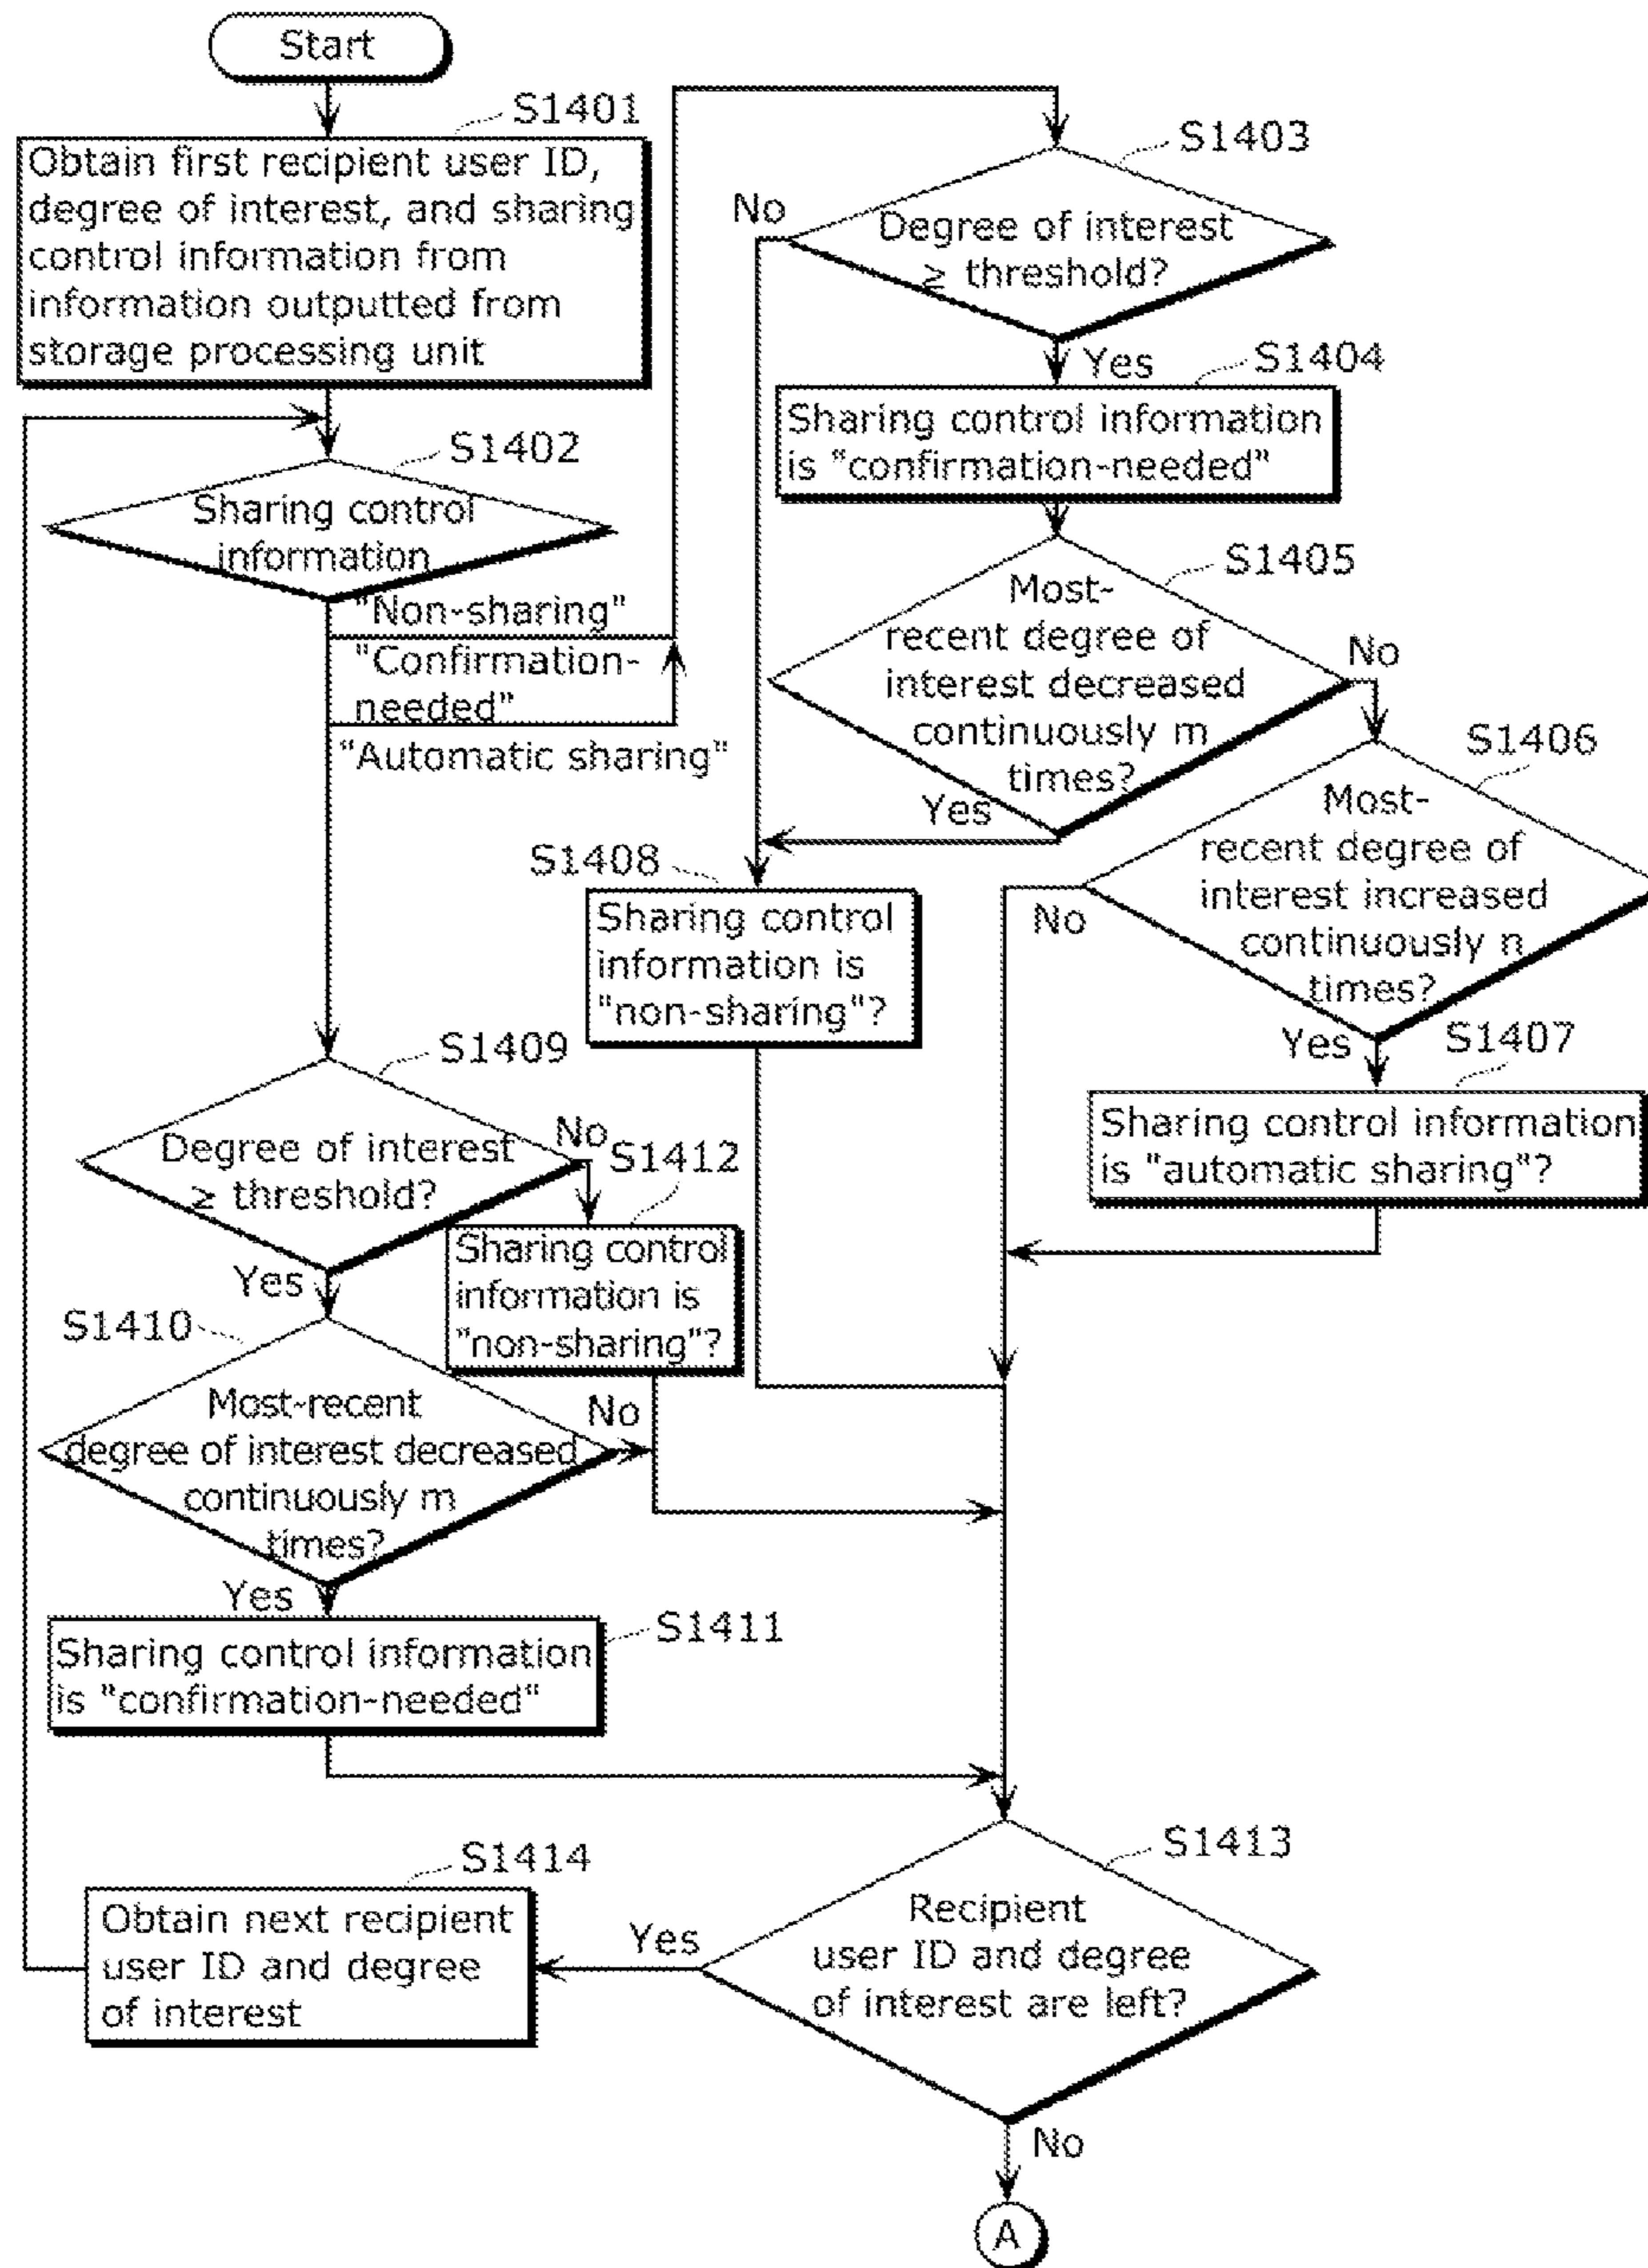 Start
S1401
Obtain first recipient user ID,
degree of interest, and sharing
control information from
information outputted from
storage processing unit
S1402
Sharing control
information
"Non-sharing"
"Confirmation-
needed"
"Automatic sharing"
S1403
No
Degree of interest
≥ threshold?
Yes
S1404
Sharing control information
is "confirmation-needed"
S1405
Most-
recent degree of
interest decreased
continuously m
times?
No
Yes
S1406
Most-
recent degree of
interest increased
continuously n
times?
No
Yes
S1407
Sharing control information
is "automatic sharing"?
S1408
Sharing control
information is
"non-sharing"?
S1409
Degree of interest
≥ threshold?
No
Yes
S1412
Sharing control
information is
"non-sharing"?
S1410
Most-recent
degree of interest decreased
continuously m
times?
No
Yes
S1411
Sharing control information
is "confirmation-needed"
S1413
Recipient
user ID and degree
of interest are left?
Yes
S1414
Obtain next recipient
user ID and degree
of interest
No
A